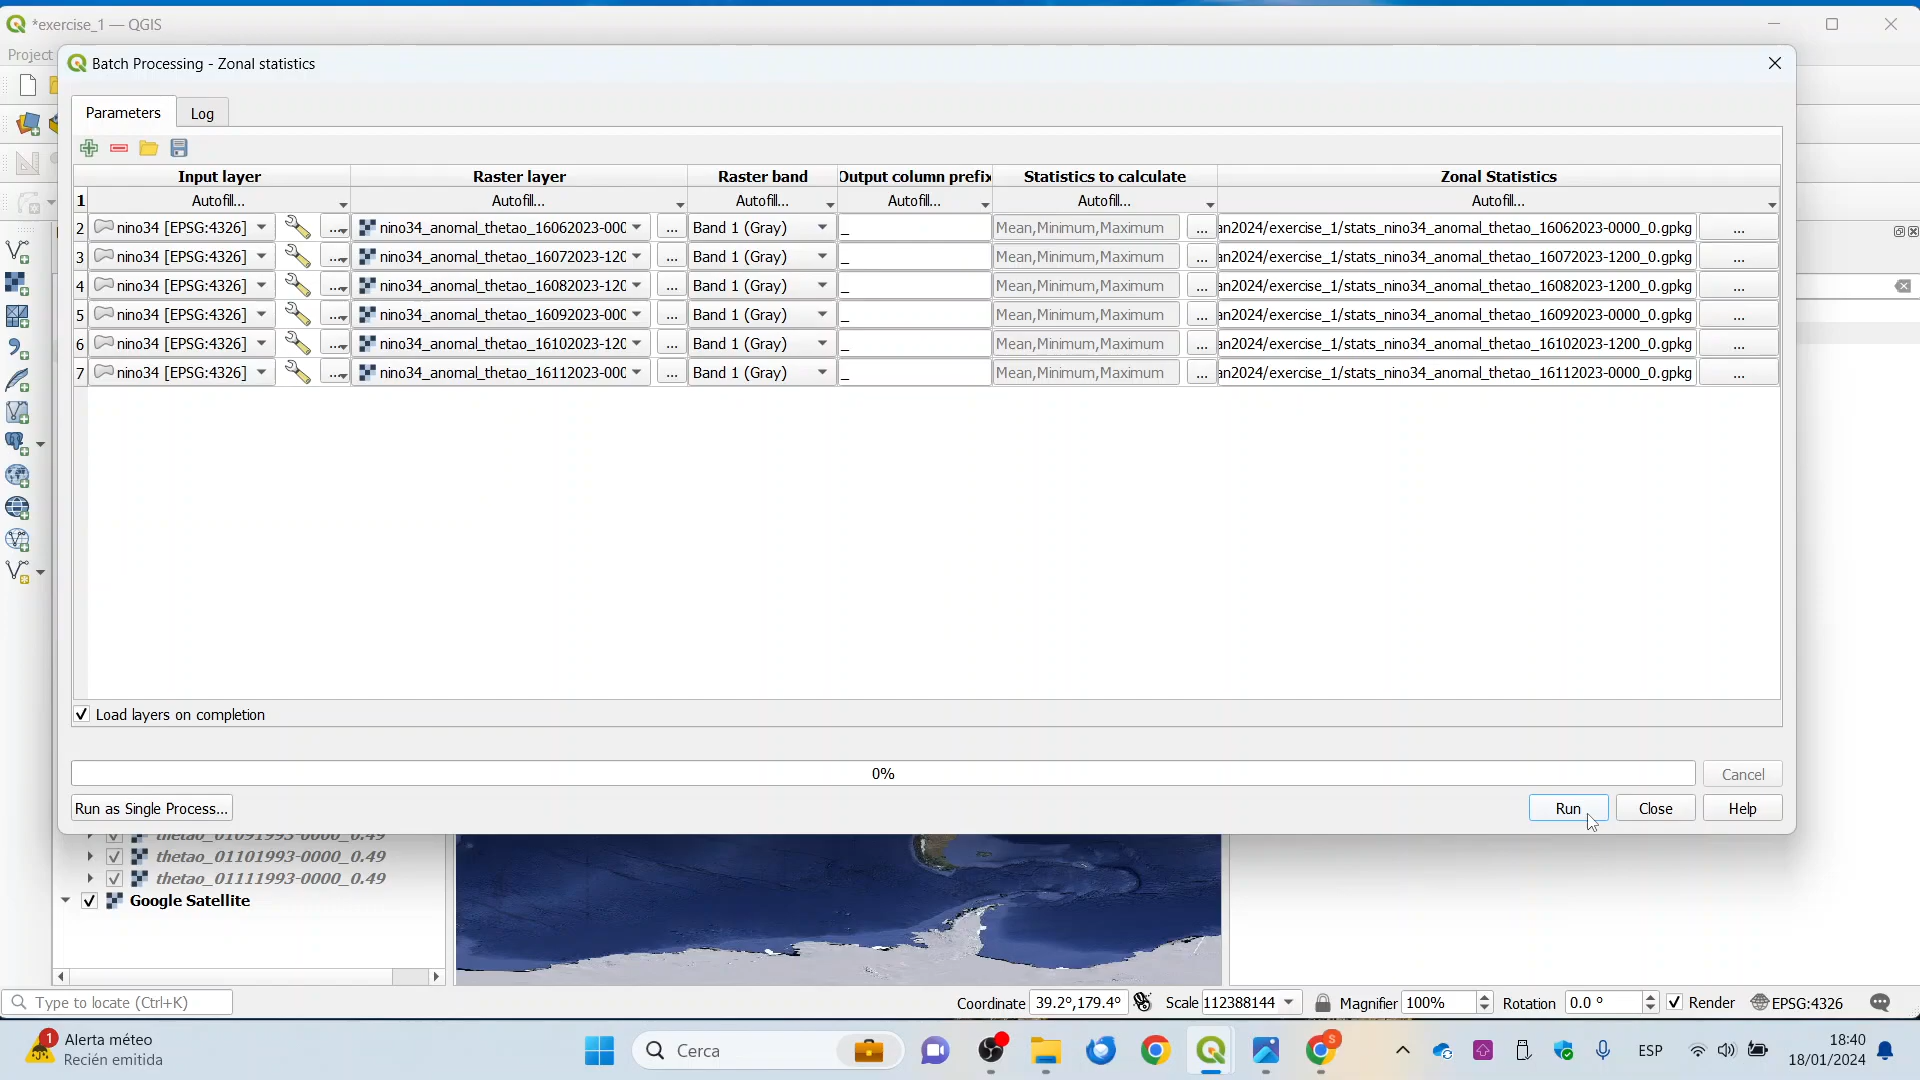 *exercise_1 — QGIS
Project
Batch Processing - Zonal statistics
Parameters
Log
Input layer Raster layer Raster band Output column prefix Statistics to calculate Zonal Statistics
1 Autofill... Autofill... Autofill... Autofill... Autofill... Autofill...
2 nino34 [EPSG:4326] ... nino34_anomal_thetao_16062023-000 ... Band 1 (Gray) _ Mean,Minimum,Maximum ... an2024/exercise_1/stats_nino34_anomal_thetao_16062023-0000_0.gpkg ...
3 nino34 [EPSG:4326] ... nino34_anomal_thetao_16072023-120 ... Band 1 (Gray) _ Mean,Minimum,Maximum ... an2024/exercise_1/stats_nino34_anomal_thetao_16072023-1200_0.gpkg ...
4 nino34 [EPSG:4326] ... nino34_anomal_thetao_16082023-120 ... Band 1 (Gray) _ Mean,Minimum,Maximum ... an2024/exercise_1/stats_nino34_anomal_thetao_16082023-1200_0.gpkg ...
5 nino34 [EPSG:4326] ... nino34_anomal_thetao_16092023-000 ... Band 1 (Gray) _ Mean,Minimum,Maximum ... an2024/exercise_1/stats_nino34_anomal_thetao_16092023-0000_0.gpkg ...
6 nino34 [EPSG:4326] ... nino34_anomal_thetao_16102023-120 ... Band 1 (Gray) _ Mean,Minimum,Maximum ... an2024/exercise_1/stats_nino34_anomal_thetao_16102023-1200_0.gpkg ...
7 nino34 [EPSG:4326] ... nino34_anomal_thetao_16112023-000 ... Band 1 (Gray) _ Mean,Minimum,Maximum ... an2024/exercise_1/stats_nino34_anomal_thetao_16112023-0000_0.gpkg ...
Load layers on completion
0%
Cancel
Run as Single Process...
Run
Close
Help
thetao_01091993-0000_0.49
thetao_01101993-0000_0.49
thetao_01111993-0000_0.49
Google Satellite
Type to locate (Ctrl+K)
Coordinate 39.2°,179.4° Scale 112388144 Magnifier 100% Rotation 0.0 ° Render EPSG:4326
1
Alerta méteo
Recién emitida
Cerca
S
ESP
18:40
18/01/2024